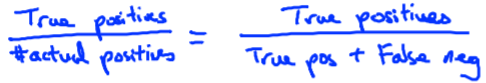 True positives / #actual positives = True positives / True pos + False neg